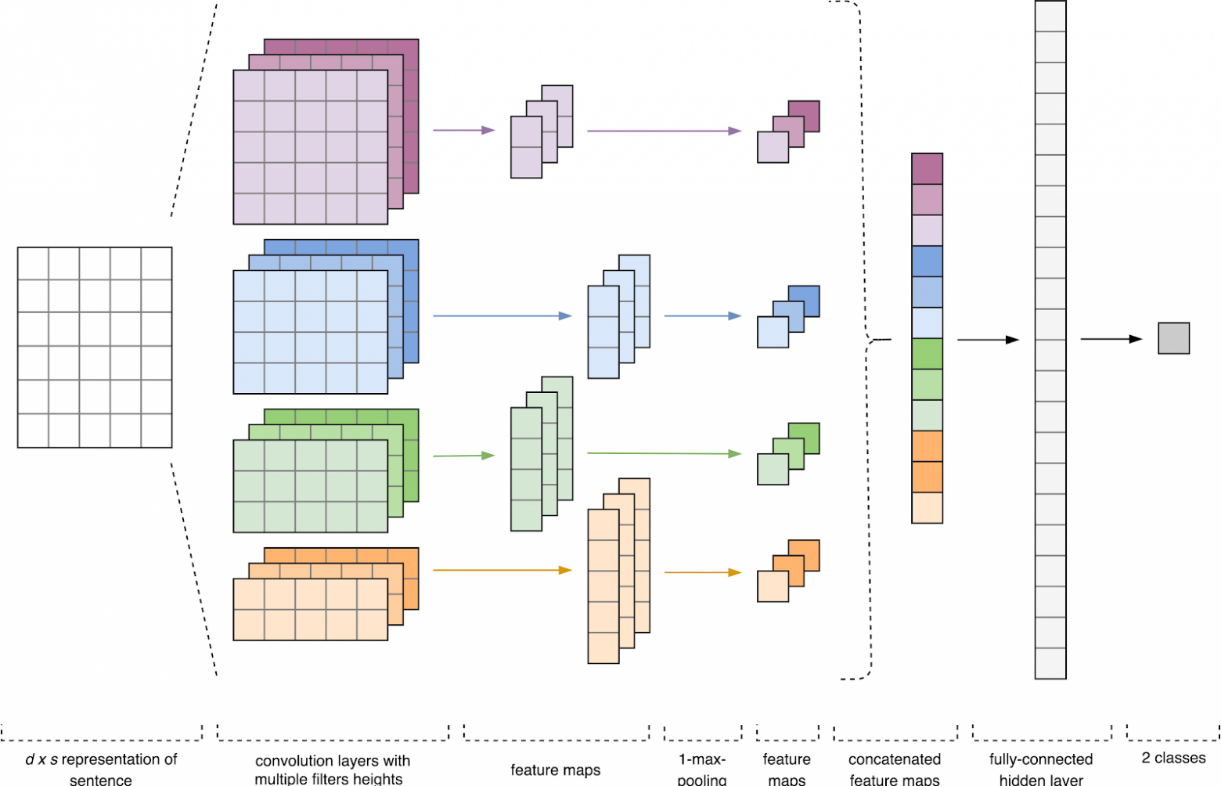 d x s representation of
sentence
convolution layers with
multiple filters heights
feature maps
1-max-
pooling
feature
maps
concatenated
feature maps
fully-connected
hidden layer
2 classes